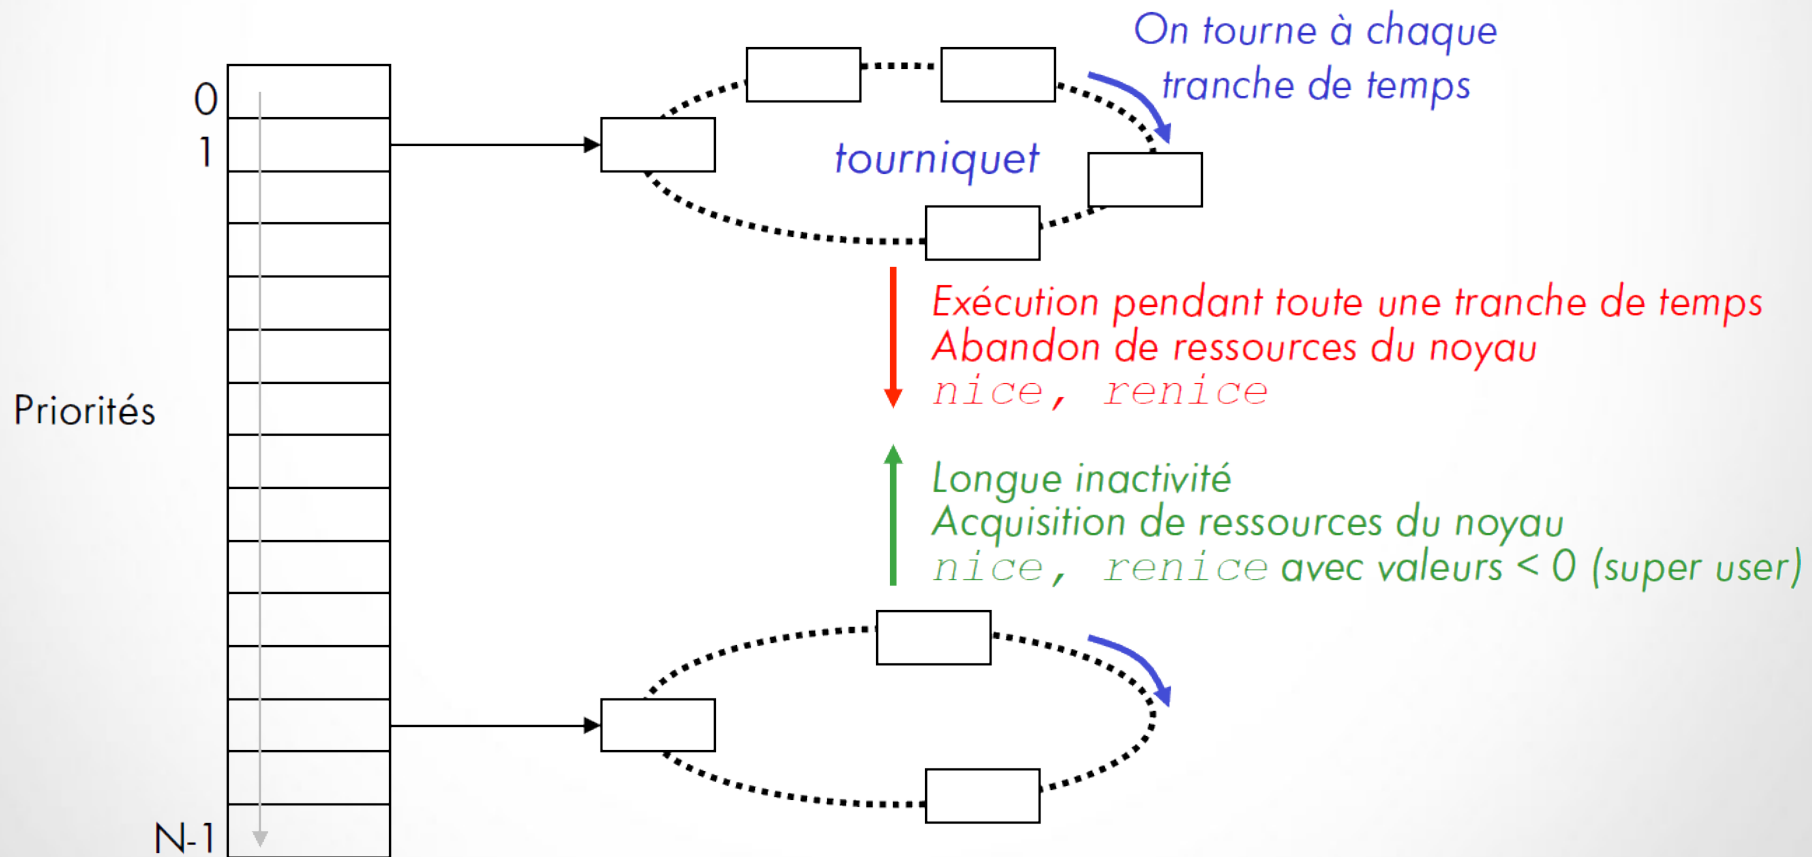 On tourne à chaque
tranche de temps
0
1
tourniquet
Exécution pendant toute une tranche de temps
Abandon de ressources du noyau
nice, renice
Priorités
Longue inactivité
Acquisition de ressources du noyau
nice, renice avec valeurs < 0 (super user)
N-1